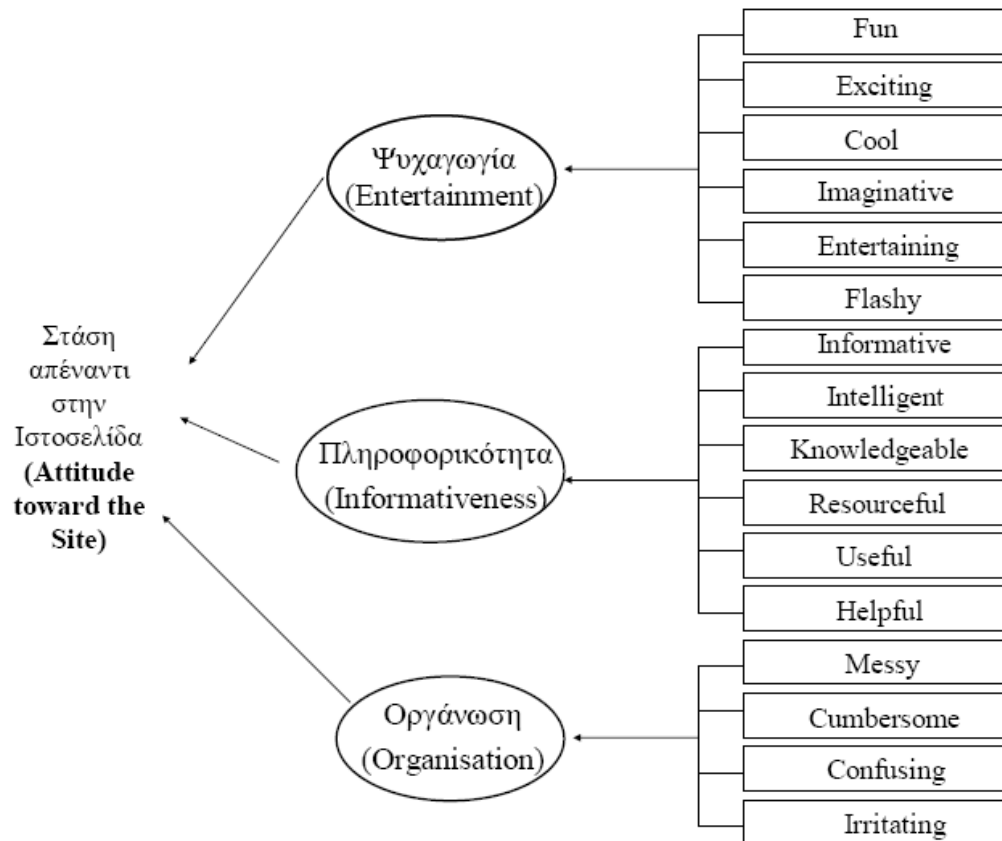 Στάση
απέναντι
στην
Ιστοσελίδα
(Attitude
toward the
Site)
Ψυχαγωγία
(Entertainment)
Fun
Exciting
Cool
Imaginative
Entertaining
Flashy
Πληροφορικότητα
(Informativeness)
Informative
Intelligent
Knowledgeable
Resourceful
Useful
Helpful
Οργάνωση
(Organisation)
Messy
Cumbersome
Confusing
Irritating